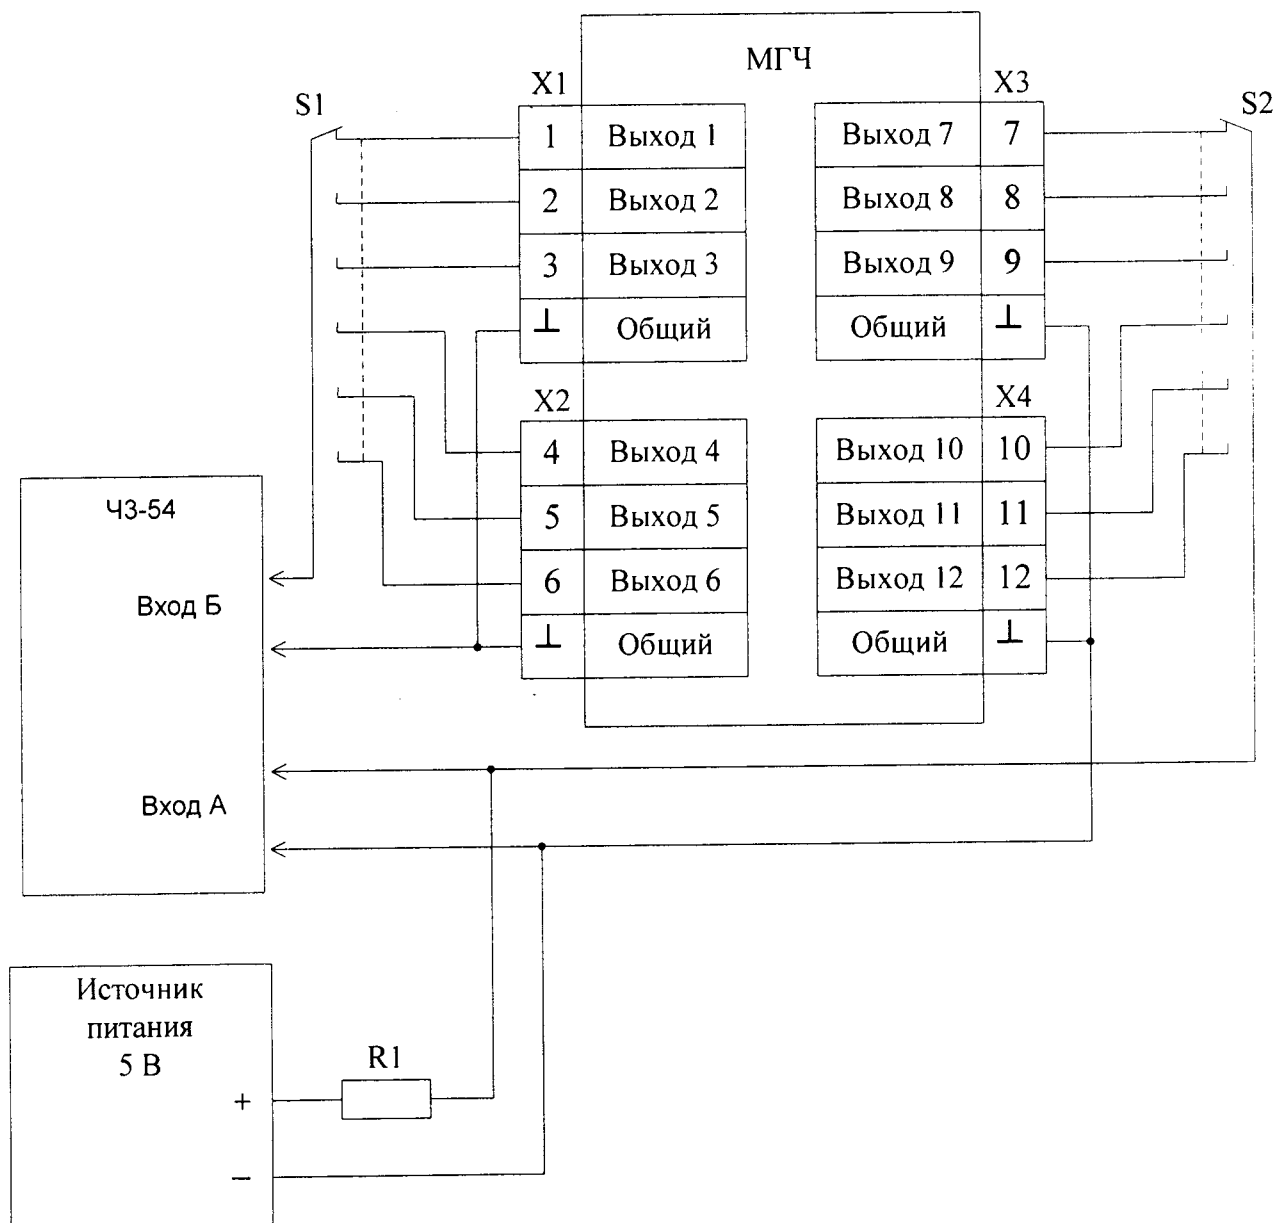 МГЧ
S1
X1
1 Выход 1
2 Выход 2
3 Выход 3
⊥ Общий
X2
4 Выход 4
5 Выход 5
6 Выход 6
⊥ Общий
X3
Выход 7 7
Выход 8 8
Выход 9 9
Общий ⊥
X4
Выход 10 10
Выход 11 11
Выход 12 12
Общий ⊥
S2
ЧЗ-54
Вход Б
Вход А
Источник
питания
5 В
+
−
R1